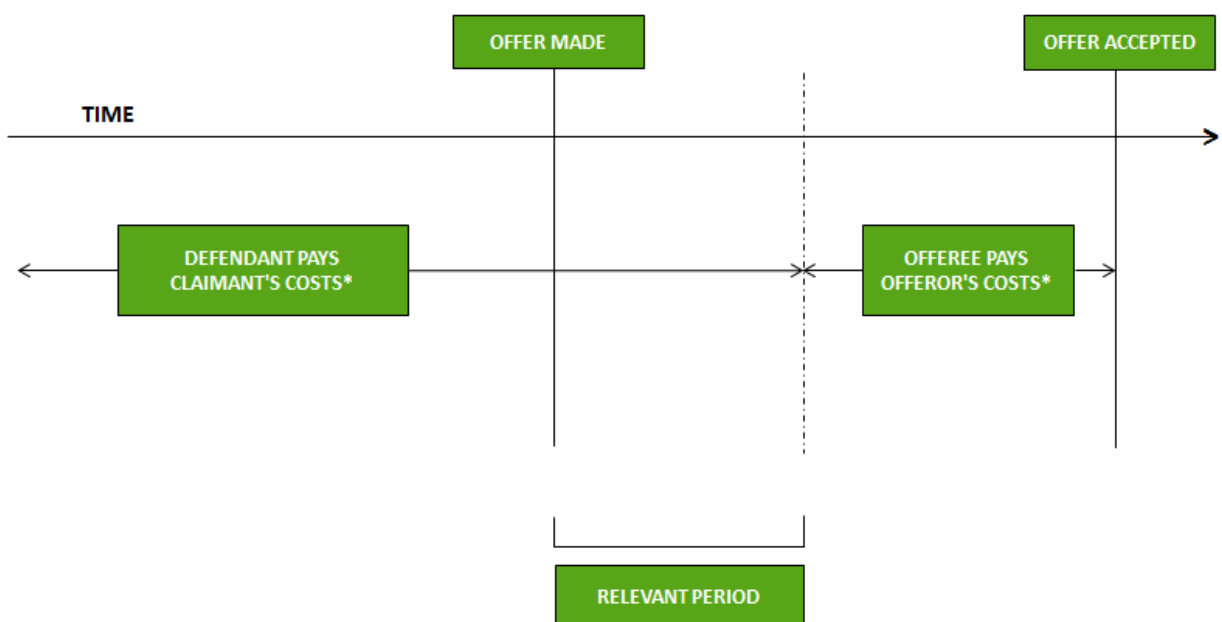 OFFER MADE
OFFER ACCEPTED
TIME
DEFENDANT PAYS
CLAIMANT'S COSTS*
OFFEREE PAYS
OFFEROR'S COSTS*
RELEVANT PERIOD